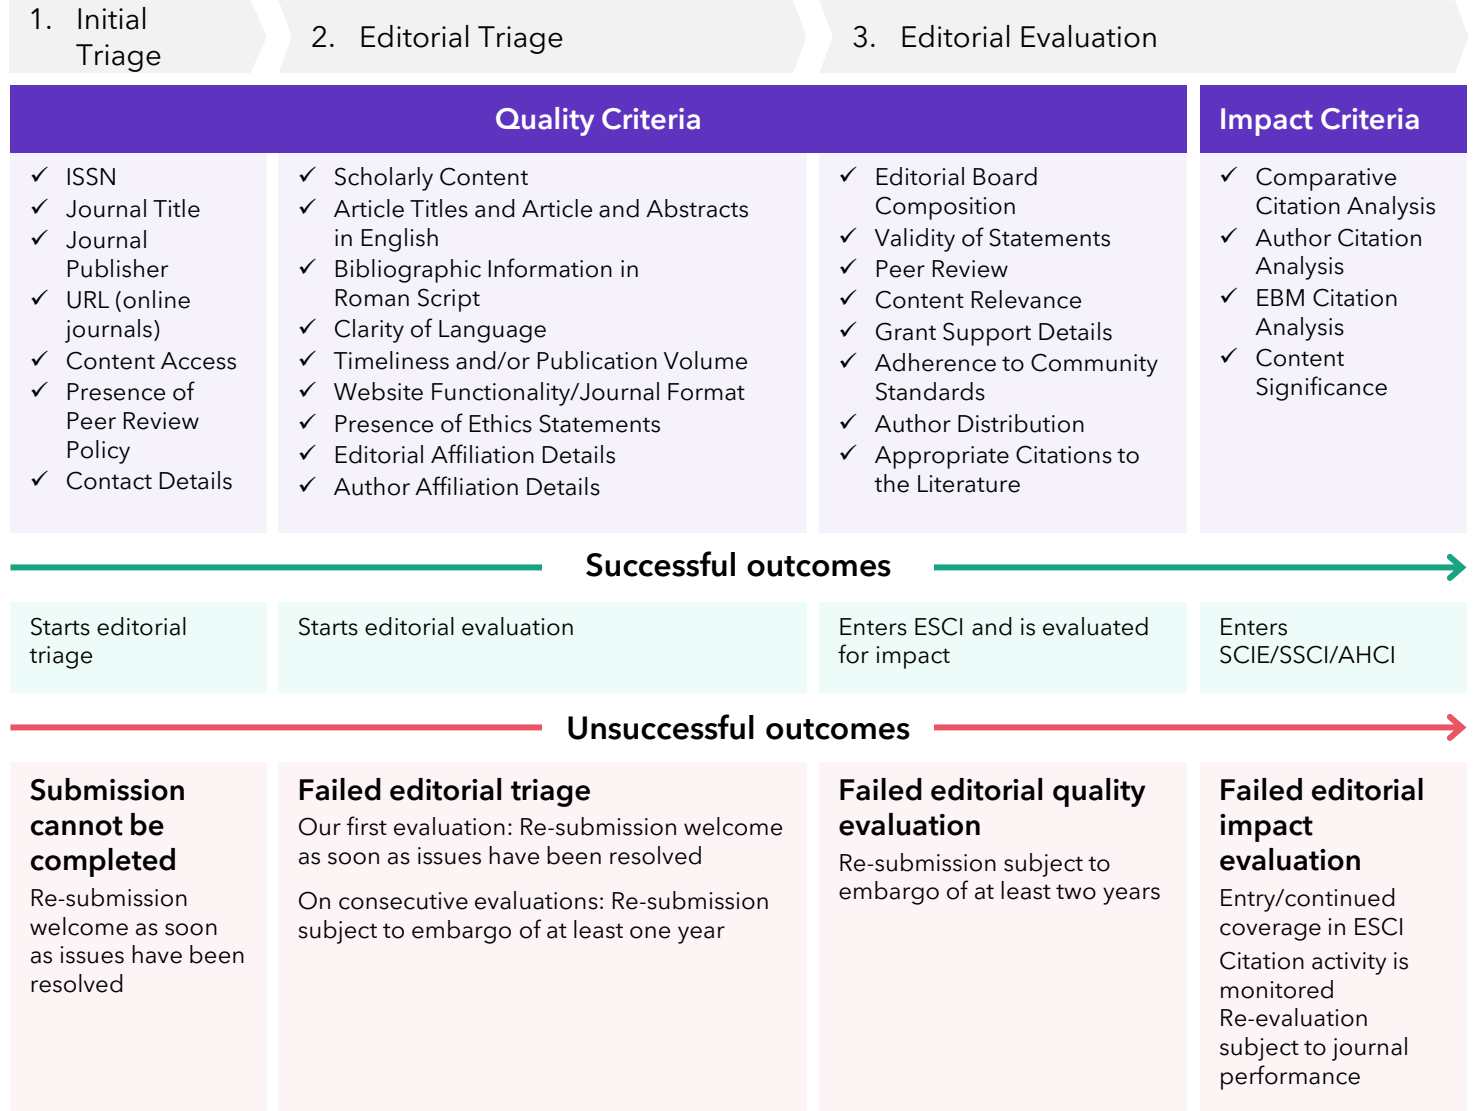 1. Initial
Triage
2. Editorial Triage
3. Editorial Evaluation
Quality Criteria
Impact Criteria
✓ ISSN
✓ Journal Title
✓ Journal
Publisher
✓ URL (online
journals)
✓ Content Access
✓ Presence of
Peer Review
Policy
✓ Contact Details
✓ Scholarly Content
✓ Article Titles and Article and Abstracts
in English
✓ Bibliographic Information in
Roman Script
✓ Clarity of Language
✓ Timeliness and/or Publication Volume
✓ Website Functionality/Journal Format
✓ Presence of Ethics Statements
✓ Editorial Affiliation Details
✓ Author Affiliation Details
✓ Editorial Board
Composition
✓ Validity of Statements
✓ Peer Review
✓ Content Relevance
✓ Grant Support Details
✓ Adherence to Community
Standards
✓ Author Distribution
✓ Appropriate Citations to
the Literature
✓ Comparative
Citation Analysis
✓ Author Citation
Analysis
✓ EBM Citation
Analysis
✓ Content
Significance
Successful outcomes
Starts editorial
triage
Starts editorial evaluation
Enters ESCI and is evaluated
for impact
Enters
SCIE/SSCI/AHCI
Unsuccessful outcomes
Submission
cannot be
completed
Re-submission
welcome as soon
as issues have been
resolved
Failed editorial triage
Our first evaluation: Re-submission welcome
as soon as issues have been resolved
On consecutive evaluations: Re-submission
subject to embargo of at least one year
Failed editorial quality
evaluation
Re-submission subject to
embargo of at least two years
Failed editorial
impact
evaluation
Entry/continued
coverage in ESCI
Citation activity is
monitored
Re-evaluation
subject to journal
performance